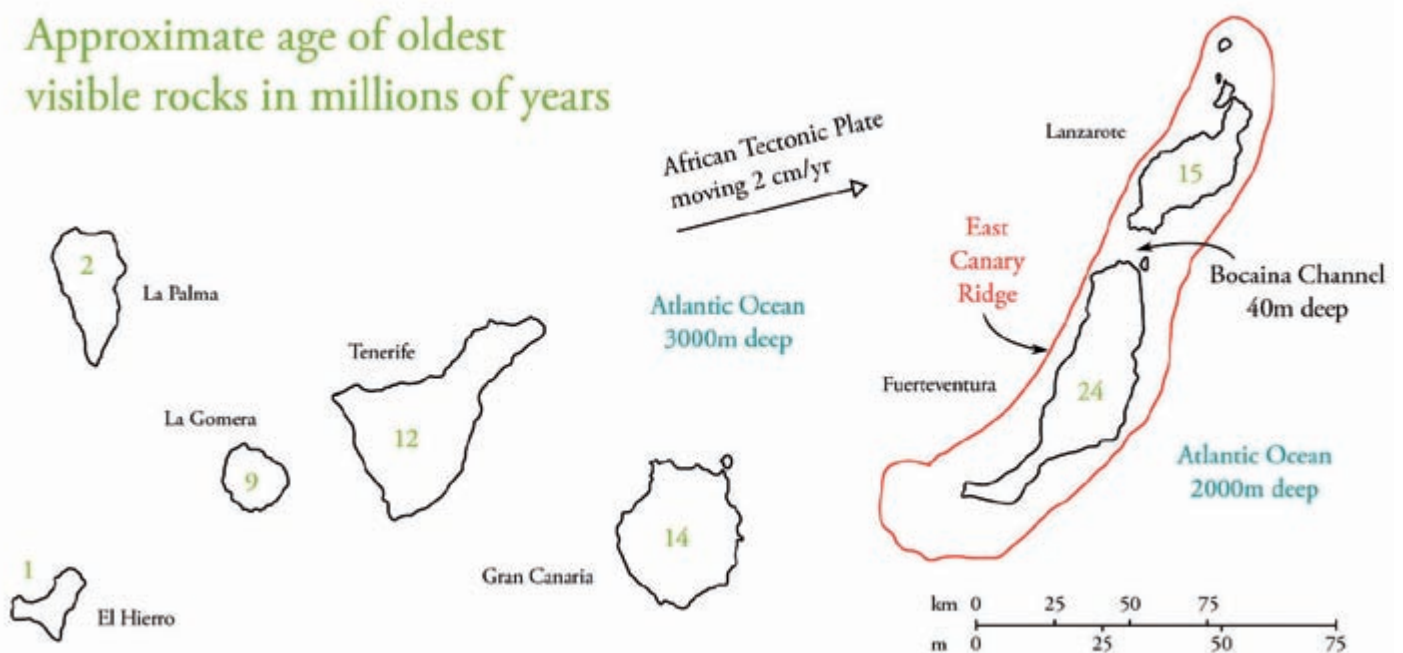 Approximate age of oldest
visible rocks in millions of years
African Tectonic Plate
moving 2 cm/yr
Lanzarote
15
East
Canary
Ridge
Bocaina Channel
40m deep
2
La Palma
Atlantic Ocean
3000m deep
Tenerife
Fuerteventura
24
La Gomera
12
9
Atlantic Ocean
2000m deep
14
Gran Canaria
1
El Hierro
km 0 25 50 75
m 0 25 50 75